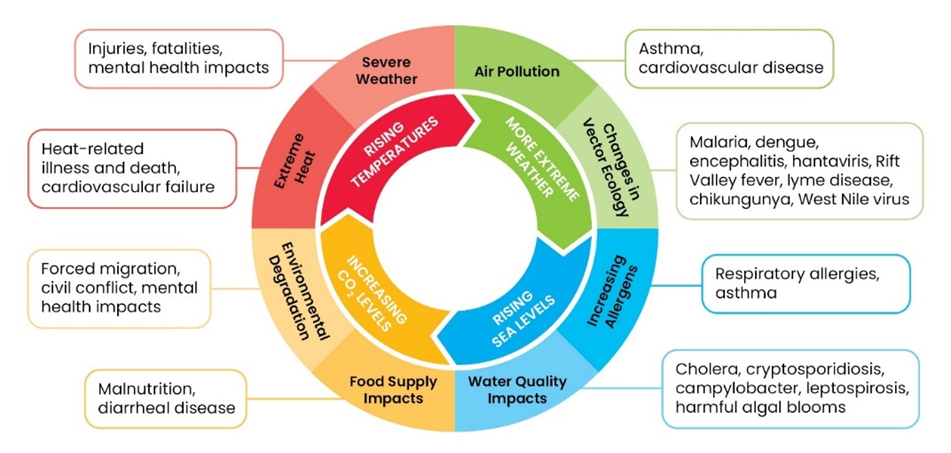 Injuries, fatalities,
mental health impacts
Heat-related
illness and death,
cardiovascular failure
Forced migration,
civil conflict, mental
health impacts
Malnutrition,
diarrheal disease
Severe
Weather
Air Pollution
Extreme
Heat
Changes in
Vector Ecology
RISING
TEMPERATURES
MORE EXTREME
WEATHER
INCREASING
CO₂ LEVELS
RISING
SEA LEVELS
Environmental
Degradation
Increasing
Allergens
Food Supply
Impacts
Water Quality
Impacts
Asthma,
cardiovascular disease
Malaria, dengue,
encephalitis, hantaviris, Rift
Valley fever, lyme disease,
chikungunya, West Nile virus
Respiratory allergies,
asthma
Cholera, cryptosporidiosis,
campylobacter, leptospirosis,
harmful algal blooms